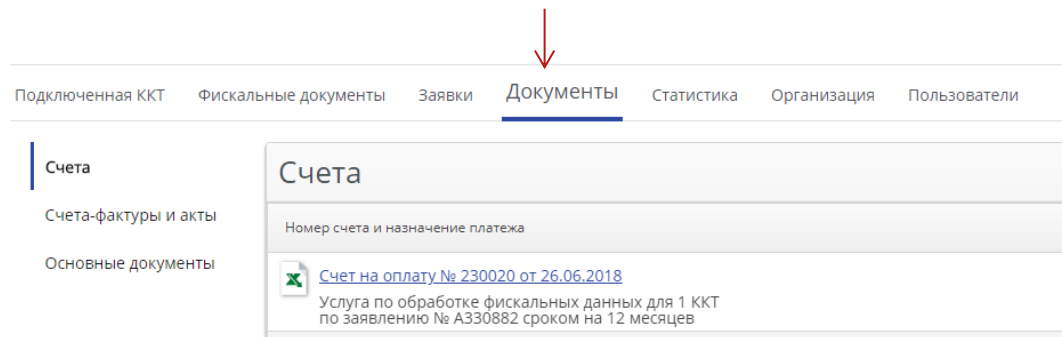 Подключенная ККТ Фискальные документы Заявки Документы Статистика Организация Пользователи
Счета
Счета-фактуры и акты
Основные документы
Счета
Номер счета и назначение платежа
Счет на оплату № 230020 от 26.06.2018
Услуга по обработке фискальных данных для 1 ККТ
по заявлению № А330882 сроком на 12 месяцев